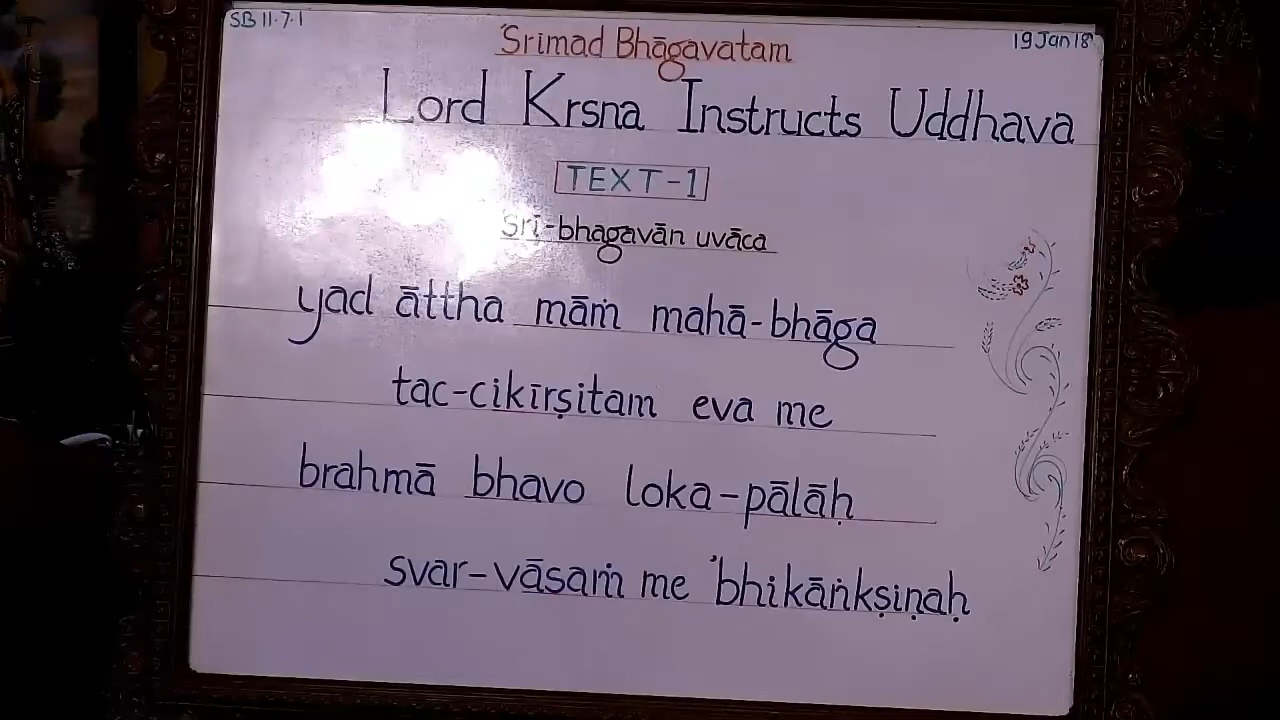 SB 11.7.1
19 Jan 18
Śrimad Bhāgavatam
Lord Krsna Instructs Uddhava
TEXT-1
śrī-bhagavān uvāca
yad āttha māṁ mahā-bhāga
tac-cikīrṣitam eva me
brahmā bhavo loka-pālāḥ
svar-vāsaṁ me 'bhikāṅkṣiṇaḥ